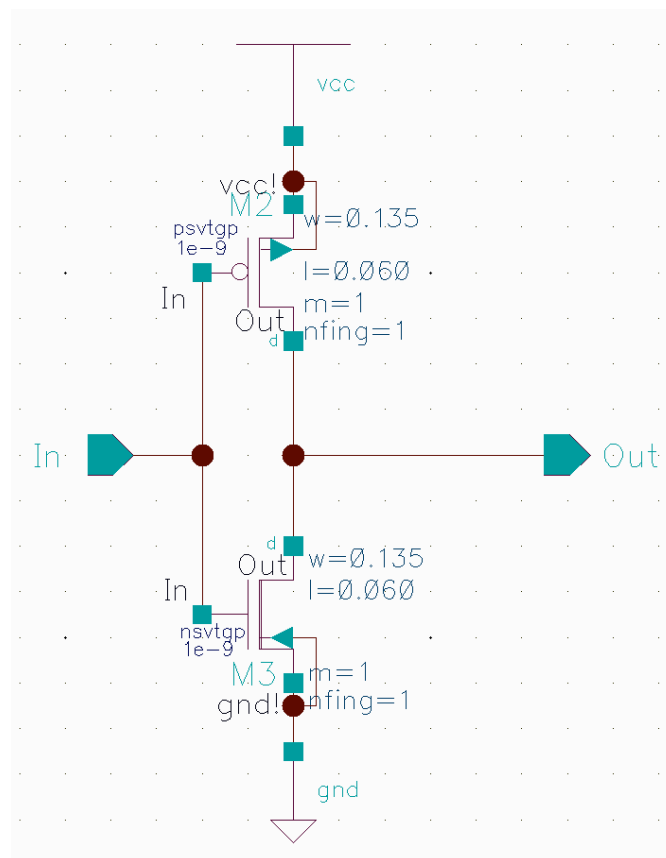 vcc
vcc!
M2
w=0.135
psvtgp
1e-9
l=0.060
In
m=1
Out
nfing=1
d
In
Out
d
w=0.135
Out
l=0.060
In
nsvtgp
1e-9
M3
m=1
nfing=1
gnd!
gnd